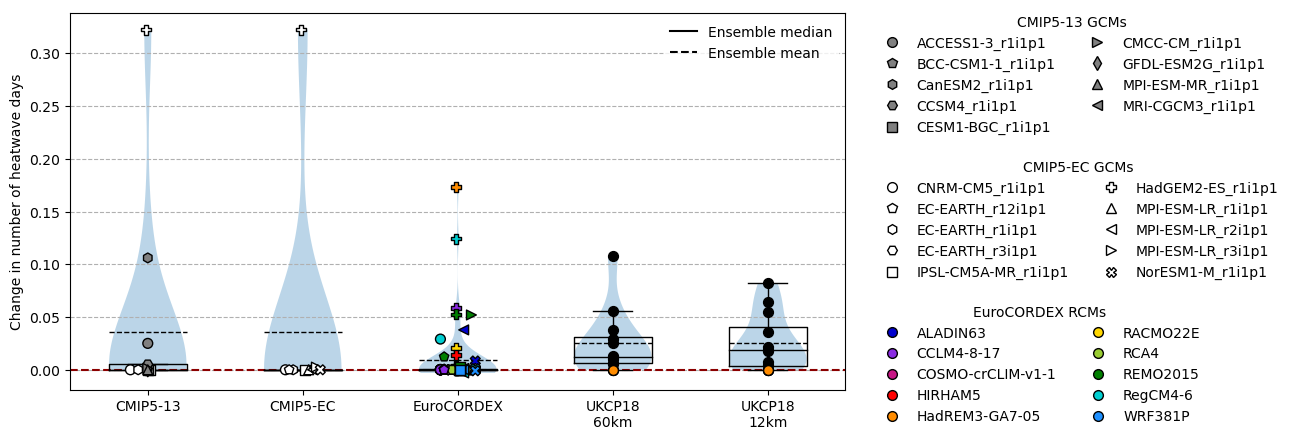 Change in number of heatwave days
0.30
0.25
0.20
0.15
0.10
0.05
0.00
Ensemble median
Ensemble mean
CMIP5-13
CMIP5-EC
EuroCORDEX
UKCP18
60km
UKCP18
12km
CMIP5-13 GCMs
ACCESS1-3_r1i1p1
BCC-CSM1-1_r1i1p1
CanESM2_r1i1p1
CCSM4_r1i1p1
CESM1-BGC_r1i1p1
CMCC-CM_r1i1p1
GFDL-ESM2G_r1i1p1
MPI-ESM-MR_r1i1p1
MRI-CGCM3_r1i1p1
CMIP5-EC GCMs
CNRM-CM5_r1i1p1
EC-EARTH_r12i1p1
EC-EARTH_r1i1p1
EC-EARTH_r3i1p1
IPSL-CM5A-MR_r1i1p1
HadGEM2-ES_r1i1p1
MPI-ESM-LR_r1i1p1
MPI-ESM-LR_r2i1p1
MPI-ESM-LR_r3i1p1
NorESM1-M_r1i1p1
EuroCORDEX RCMs
ALADIN63
CCLM4-8-17
COSMO-crCLIM-v1-1
HIRHAM5
HadREM3-GA7-05
RACMO22E
RCA4
REMO2015
RegCM4-6
WRF381P